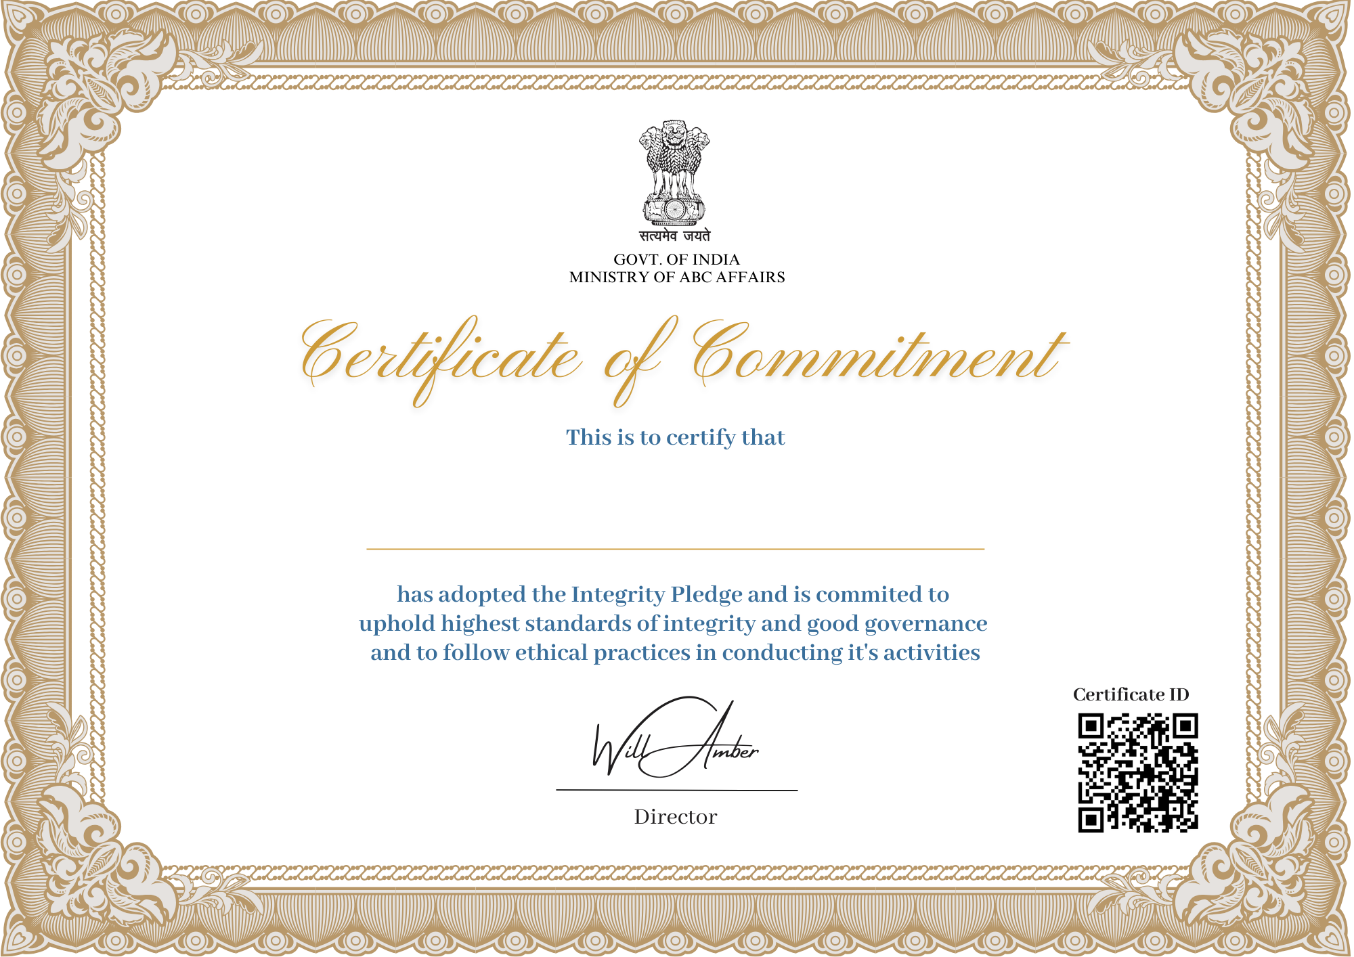 सत्यमेव जयते
GOVT. OF INDIA
MINISTRY OF ABC AFFAIRS
Certificate of Commitment
This is to certify that
has adopted the Integrity Pledge and is commited to
uphold highest standards of integrity and good governance
and to follow ethical practices in conducting it's activities
Will Amber
Director
Certificate ID